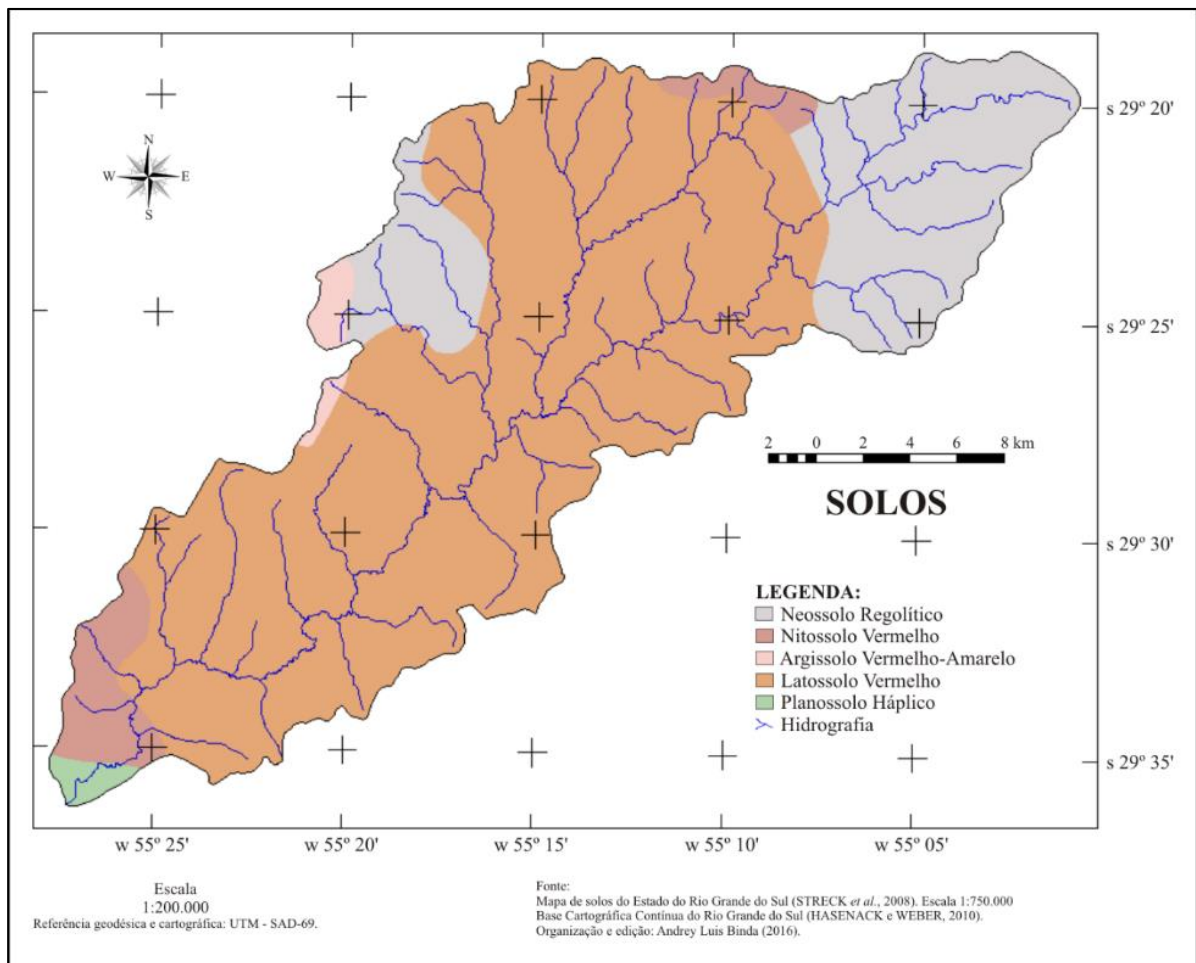 N
W E
S
s 29º 20'
s 29º 25'
2 0 2 4 6 8 km
SOLOS
s 29º 30'
LEGENDA:
Neossolo Regolítico
Nitossolo Vermelho
Argissolo Vermelho-Amarelo
Latossolo Vermelho
Planossolo Háplico
Hidrografia
s 29º 35'
w 55º 25' w 55º 20' w 55º 15' w 55º 10' w 55º 05'
Escala
1:200.000
Referência geodésica e cartográfica: UTM - SAD-69.
Fonte:
Mapa de solos do Estado do Rio Grande do Sul (STRECK et al., 2008). Escala 1:750.000
Base Cartográfica Contínua do Rio Grande do Sul (HASENACK e WEBER, 2010).
Organização e edição: Andrey Luis Binda (2016).